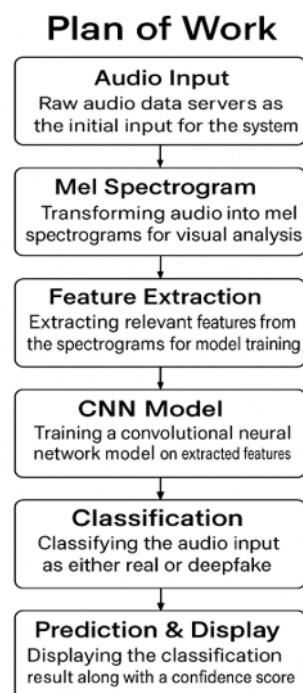 Plan of Work
Audio Input
Raw audio data servers as
the initial input for the system
Mel Spectrogram
Transforming audio into mel
spectrograms for visual analysis
Feature Extraction
Extracting relevant features from
the spectrograms for model training
CNN Model
Training a convolutional neural
network model on extracted features
Classification
Classifying the audio input
as either real or deepfake
Prediction & Display
Displaying the classification
result along with a confidence score